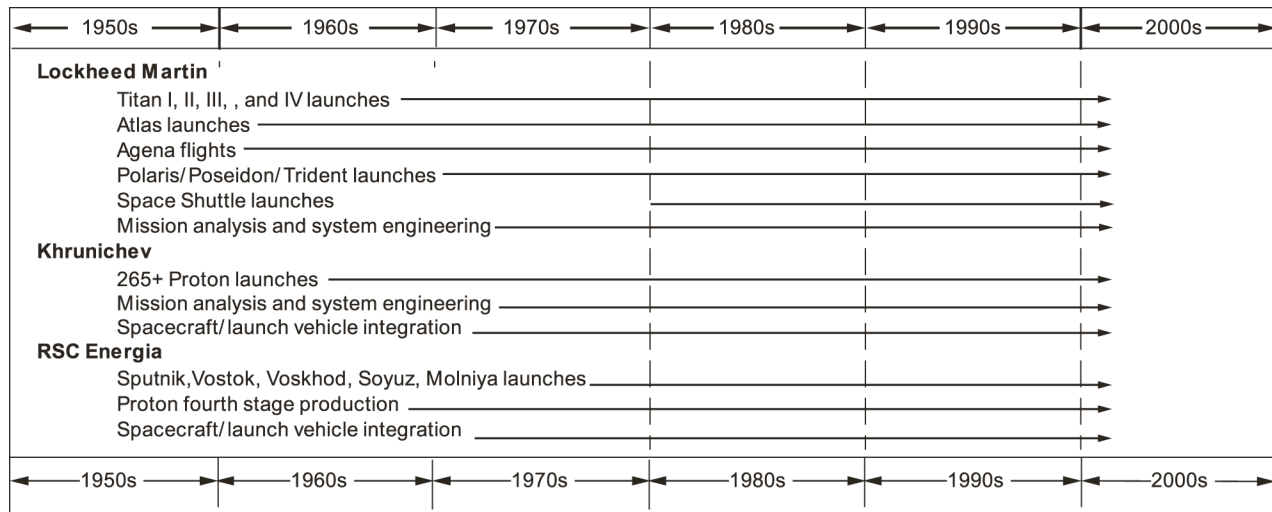 1950s 1960s 1970s 1980s 1990s 2000s
Lockheed Martin
Titan I, II, III, , and IV launches
Atlas launches
Agena flights
Polaris/Poseidon/Trident launches
Space Shuttle launches
Mission analysis and system engineering
Khrunichev
265+ Proton launches
Mission analysis and system engineering
Spacecraft/launch vehicle integration
RSC Energia
Sputnik,Vostok, Voskhod, Soyuz, Molniya launches
Proton fourth stage production
Spacecraft/launch vehicle integration
1950s 1960s 1970s 1980s 1990s 2000s